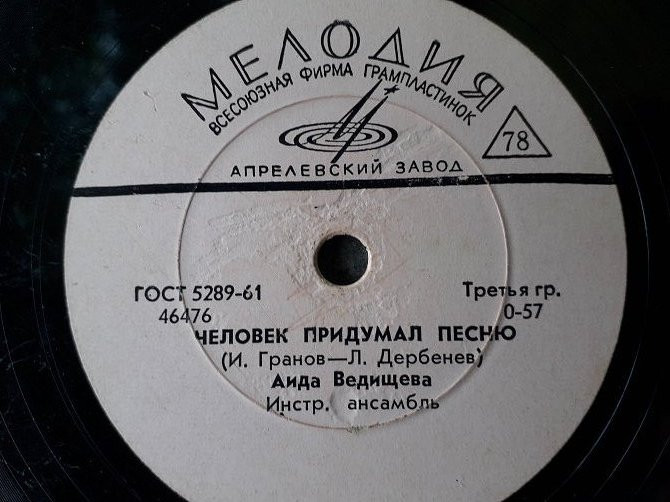 МЕЛОДИЯ
ВСЕСОЮЗНАЯ ФИРМА ГРАМПЛАСТИНОК
78
АПРЕЛЕВСКИЙ ЗАВОД
ГОСТ 5289-61 Третья гр.
46476 0-57
ЧЕЛОВЕК ПРИДУМАЛ ПЕСНЮ
(И. Гранов—Л. Дербенев)
Аида Ведищева
Инстр. ансамбль